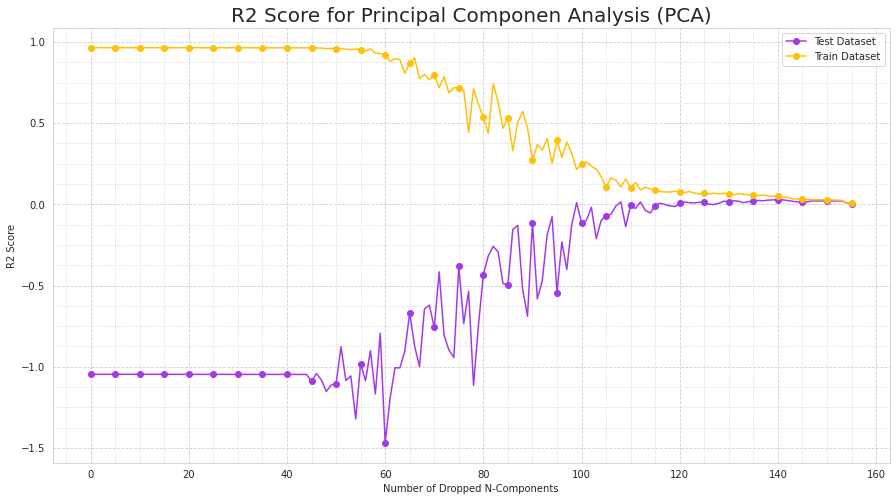 R2 Score for Principal Componen Analysis (PCA)
Test Dataset
Train Dataset
1.0
0.5
0.0
−0.5
−1.0
−1.5
R2 Score
0 20 40 60 80 100 120 140 160
Number of Dropped N-Components